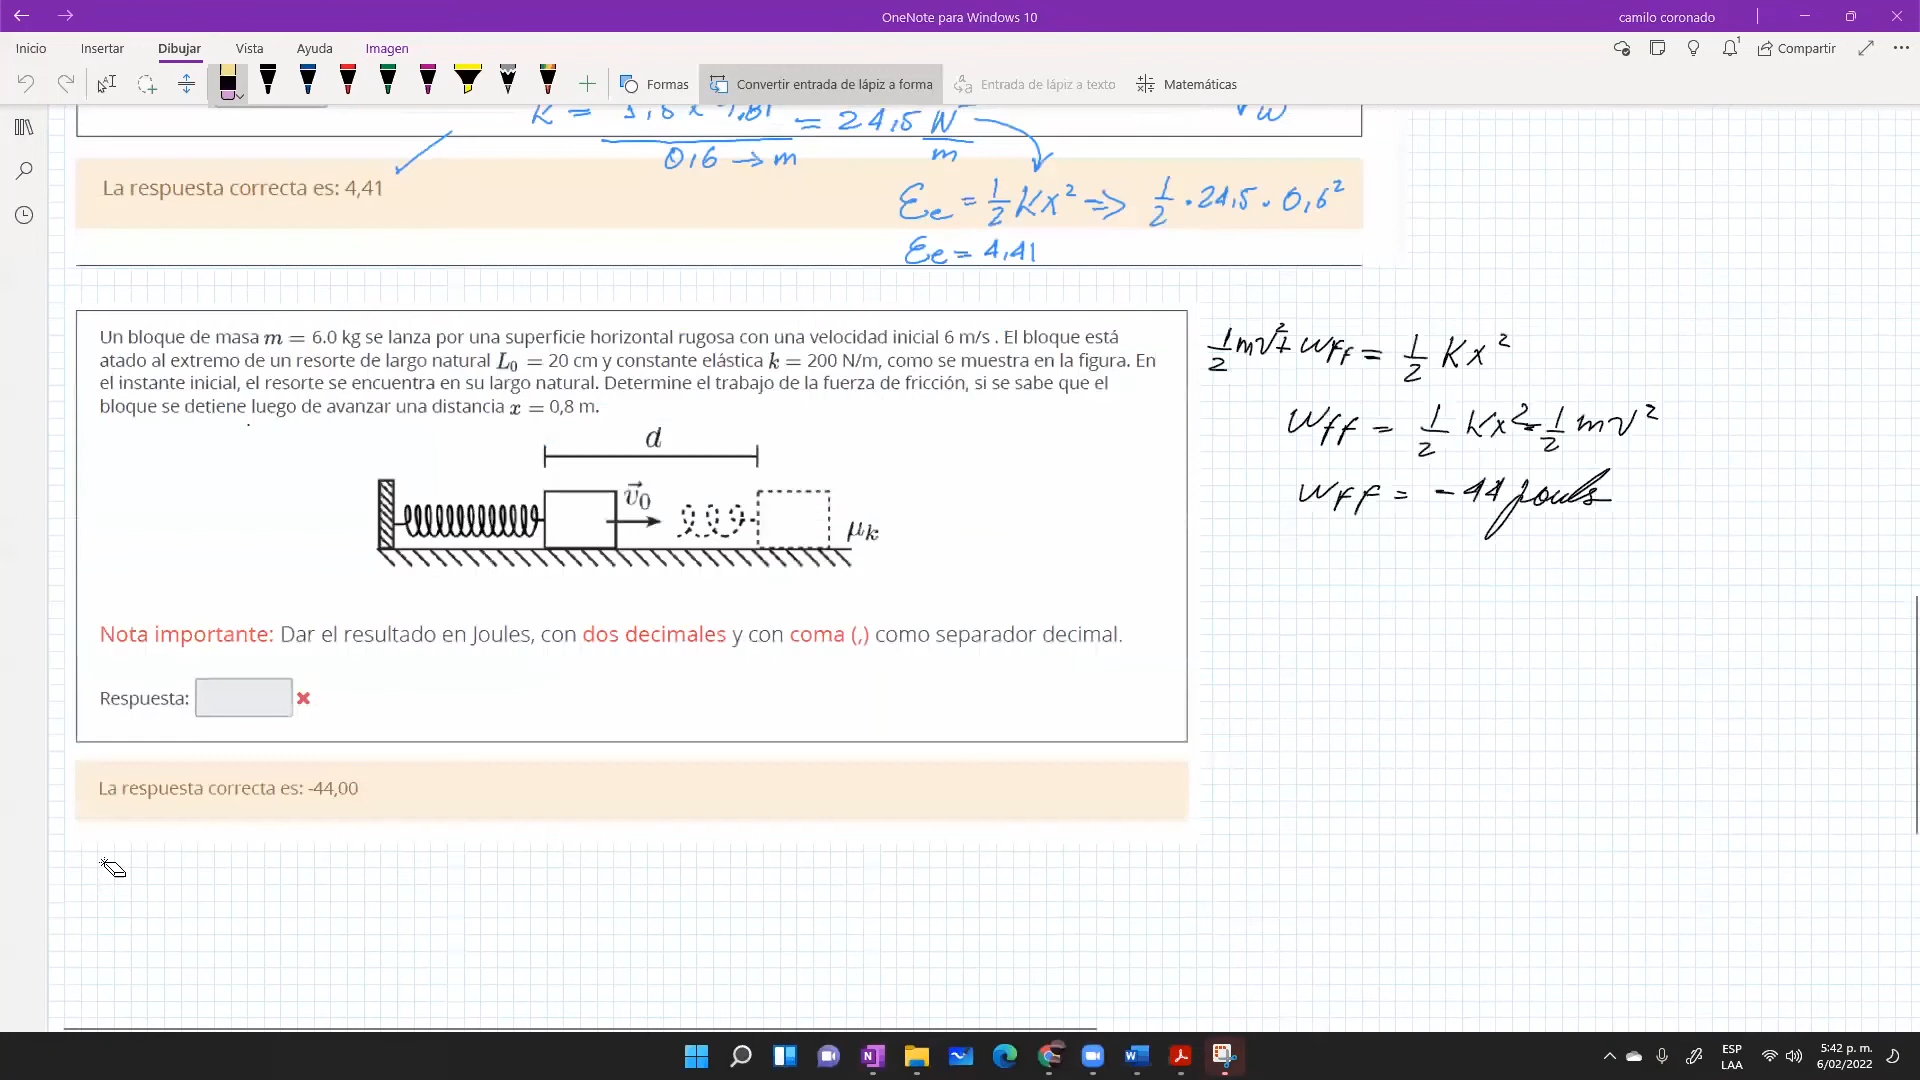 OneNote para Windows 10
camilo coronado
Inicio Insertar Dibujar Vista Ayuda Imagen
1
Compartir
Formas Convertir entrada de lápiz a forma Entrada de lápiz a texto Matemáticas
= 24,5 N/m
0,6 → m
La respuesta correcta es: 4,41
Ee = 1/2 Kx² => 1/2 . 24,5 . 0,6²
Ee = 4,41
Un bloque de masa m = 6.0 kg se lanza por una superficie horizontal rugosa con una velocidad inicial 6 m/s . El bloque está
atado al extremo de un resorte de largo natural L₀ = 20 cm y constante elástica k = 200 N/m, como se muestra en la figura. En
el instante inicial, el resorte se encuentra en su largo natural. Determine el trabajo de la fuerza de fricción, si se sabe que el
bloque se detiene luego de avanzar una distancia x = 0,8 m.
1/2 mv² + Wff = 1/2 Kx²
Wff = 1/2 Kx² - 1/2 mv²
Wff = -44 jouls
d
v⃗₀
μk
Nota importante: Dar el resultado en Joules, con dos decimales y con coma (,) como separador decimal.
Respuesta:
La respuesta correcta es: -44,00
ESP
LAA
5:42 p. m.
6/02/2022